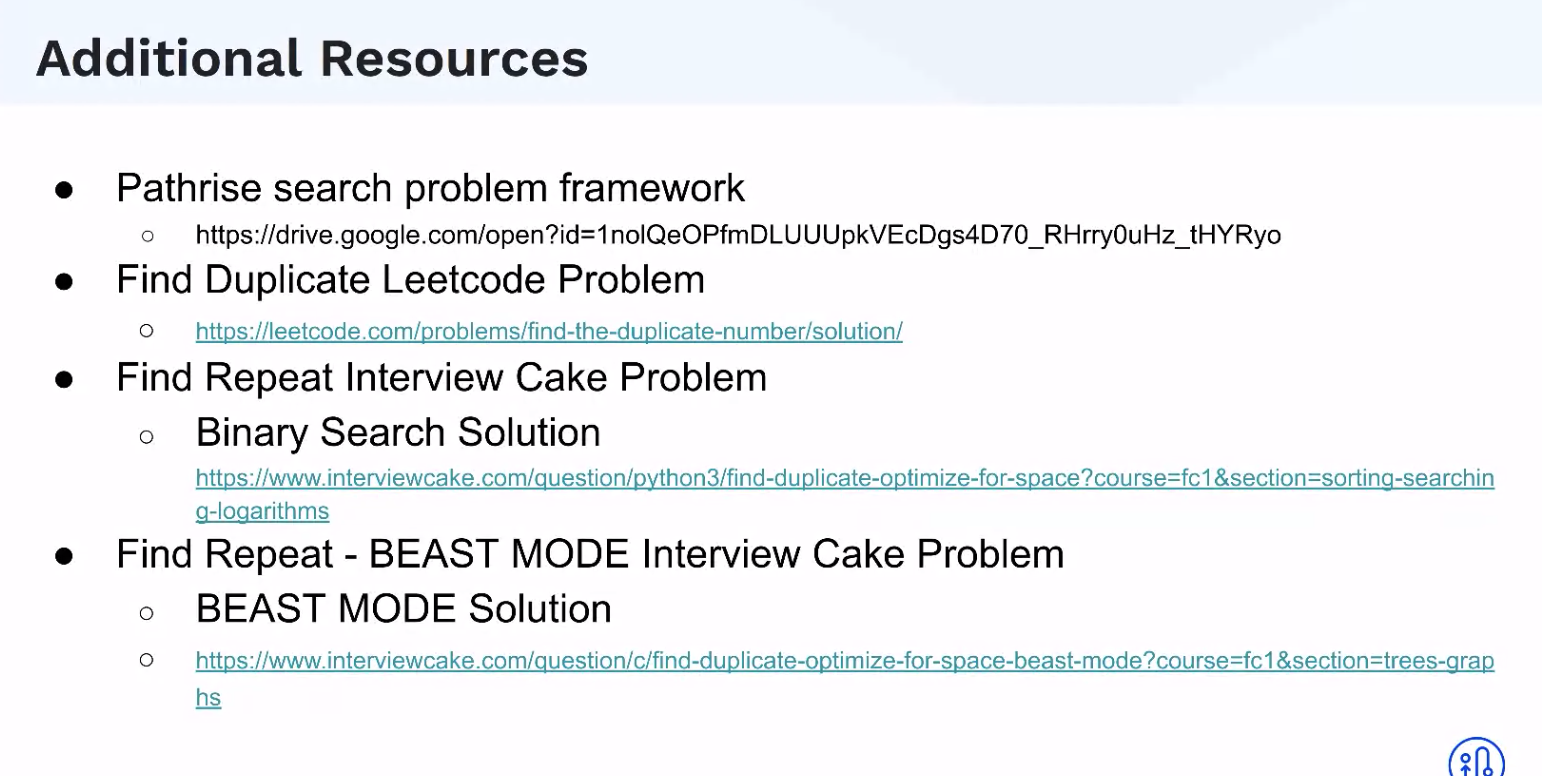 Additional Resources
● Pathrise search problem framework
○ https://drive.google.com/open?id=1nolQeOPfmDLUUUpkVEcDgs4D70_RHrry0uHz_tHYRyo
● Find Duplicate Leetcode Problem
○ https://leetcode.com/problems/find-the-duplicate-number/solution/
● Find Repeat Interview Cake Problem
○ Binary Search Solution
https://www.interviewcake.com/question/python3/find-duplicate-optimize-for-space?course=fc1&section=sorting-searchin
g-logarithms
● Find Repeat - BEAST MODE Interview Cake Problem
○ BEAST MODE Solution
○ https://www.interviewcake.com/question/c/find-duplicate-optimize-for-space-beast-mode?course=fc1&section=trees-grap
hs